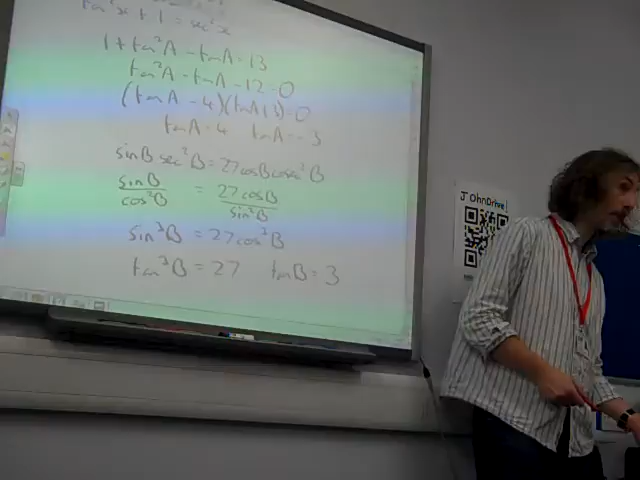 tan²x + 1 = sec²x
1 + tan²A - tanA = 13
tan²A - tanA - 12 = 0
(tanA - 4)(tanA + 3) = 0
tanA = 4 tanA = -3
sinB sec²B = 27cosB cosec²B
sinB/cos²B = 27cosB/sin²B
sin³B = 27cos³B
tan³B = 27 tanB = 3
JOhnDrive